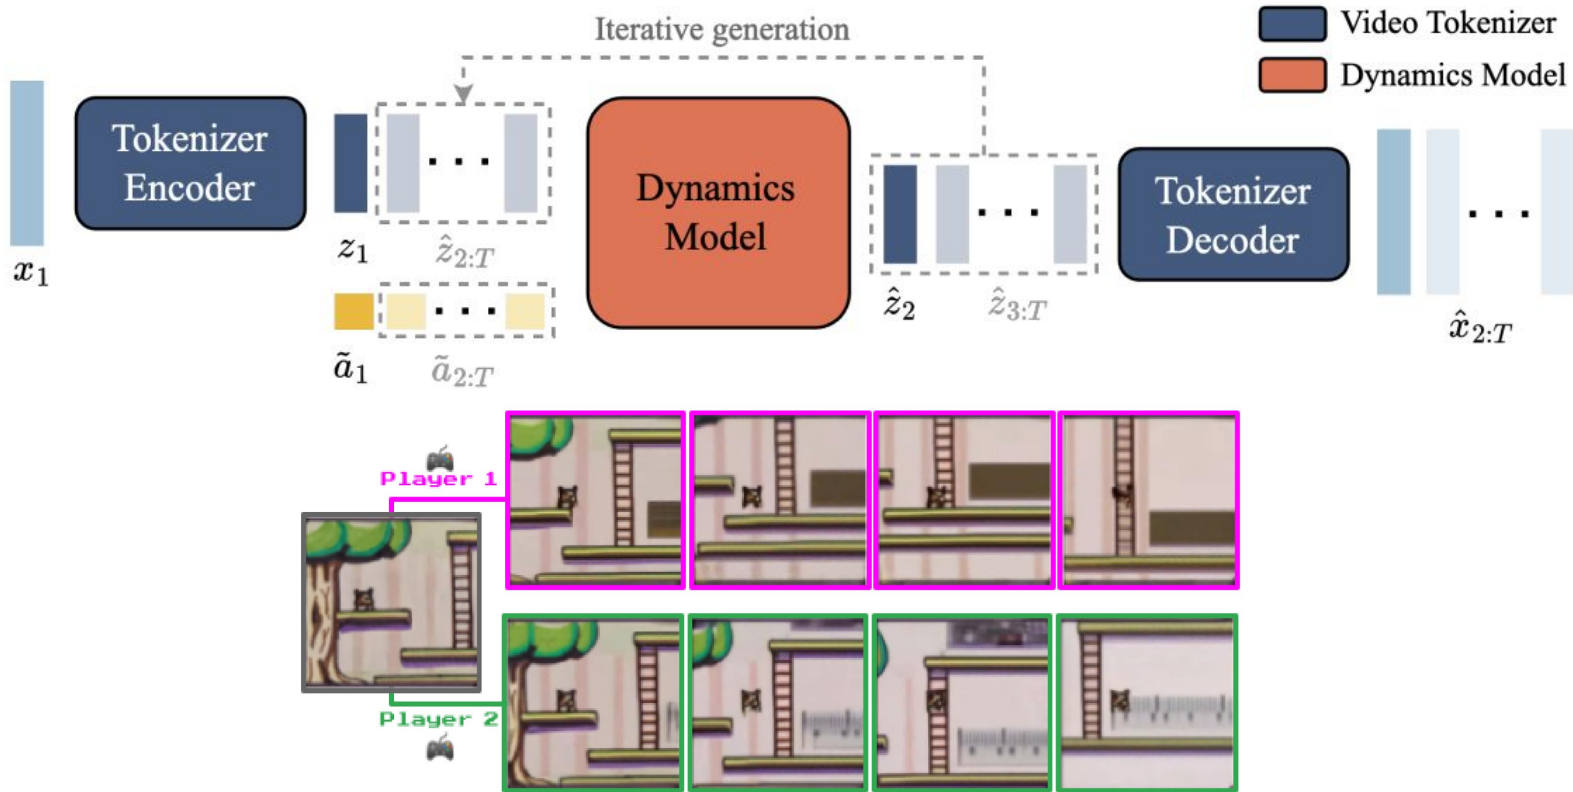 Iterative generation
Video Tokenizer
Dynamics Model
Tokenizer
Encoder
Dynamics
Model
Tokenizer
Decoder
x₁
z₁
ẑ₂:T
ẑ₂
ẑ₃:T
x̂₂:T
ã₁
ã₂:T
Player 1
Player 2